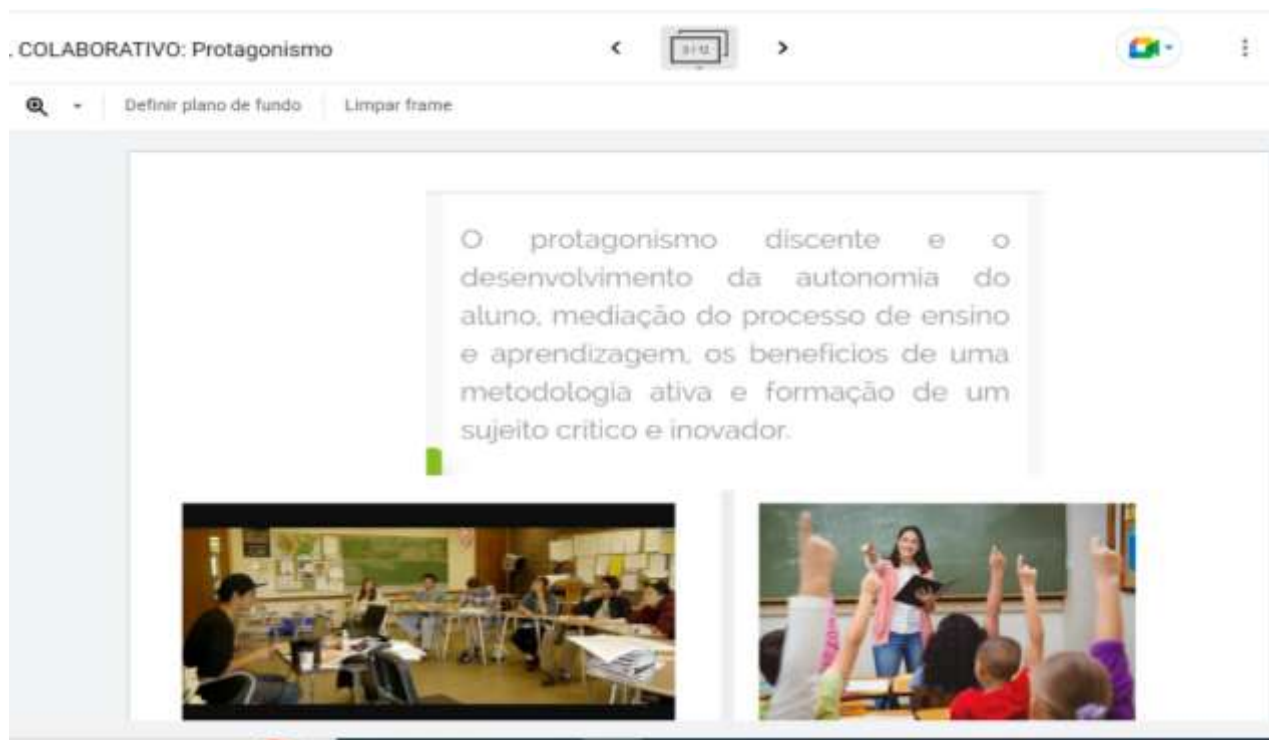 . COLABORATIVO: Protagonismo
Definir plano de fundo Limpar frame
O protagonismo discente e o
desenvolvimento da autonomia do
aluno, mediação do processo de ensino
e aprendizagem, os benefícios de uma
metodologia ativa e formação de um
sujeito crítico e inovador.